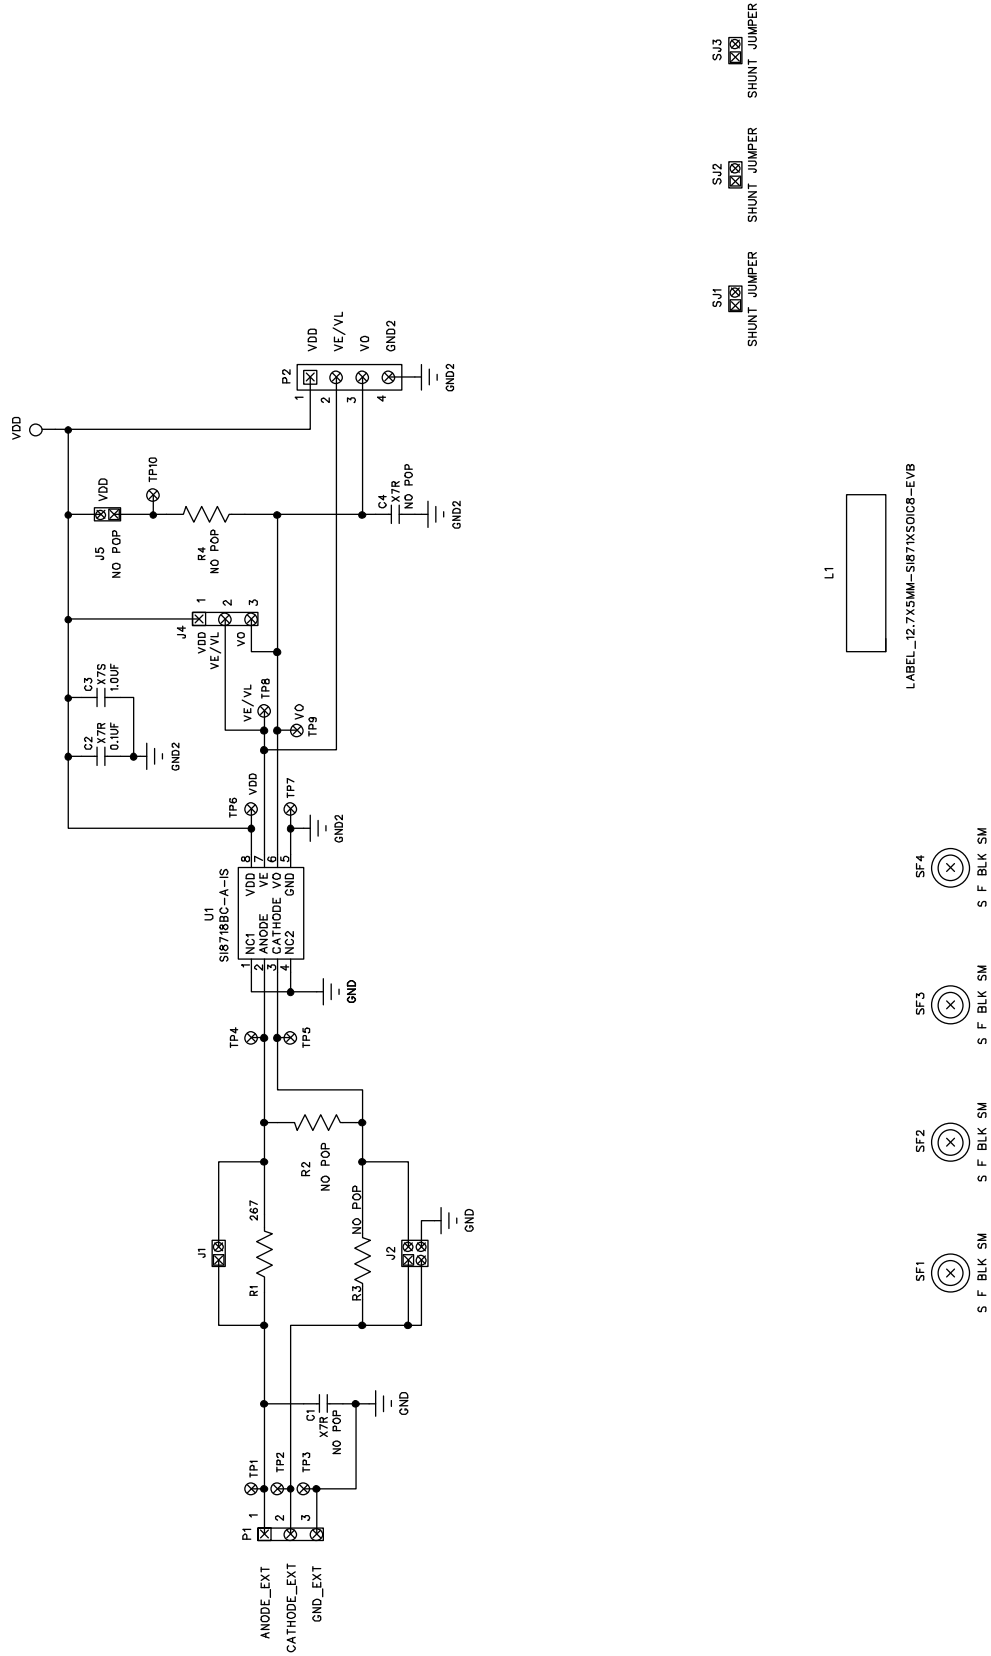 ANODE_EXT
CATHODE_EXT
GND_EXT
P1
1
2
3
TP1
TP2
TP3
C1
X7R
NO POP
GND
J1
R1
267
R2
NO POP
R3
NO POP
J2
GND
TP4
TP5
GND
U1
SI8718BC-A-IS
1
2
3
4
NC1
ANODE
CATHODE
NC2
VDD
VE
VO
GND
8
7
6
5
TP6
VDD
TP7
GND2
C2
X7R
0.1UF
C3
X7S
1.0UF
GND2
VE/VL
TP8
VO
TP9
J4
VDD
VE/VL
VO
1
2
3
J5
NO POP
VDD
TP10
R4
NO POP
C4
X7R
NO POP
GND2
VDD
P2
1
2
3
4
VDD
VE/VL
VO
GND2
GND2
SJ1
SHUNT JUMPER
SJ2
SHUNT JUMPER
SJ3
SHUNT JUMPER
L1
LABEL_12.7X5MM-SI871XSOIC8-EVB
SF1
S F BLK SM
SF2
S F BLK SM
SF3
S F BLK SM
SF4
S F BLK SM